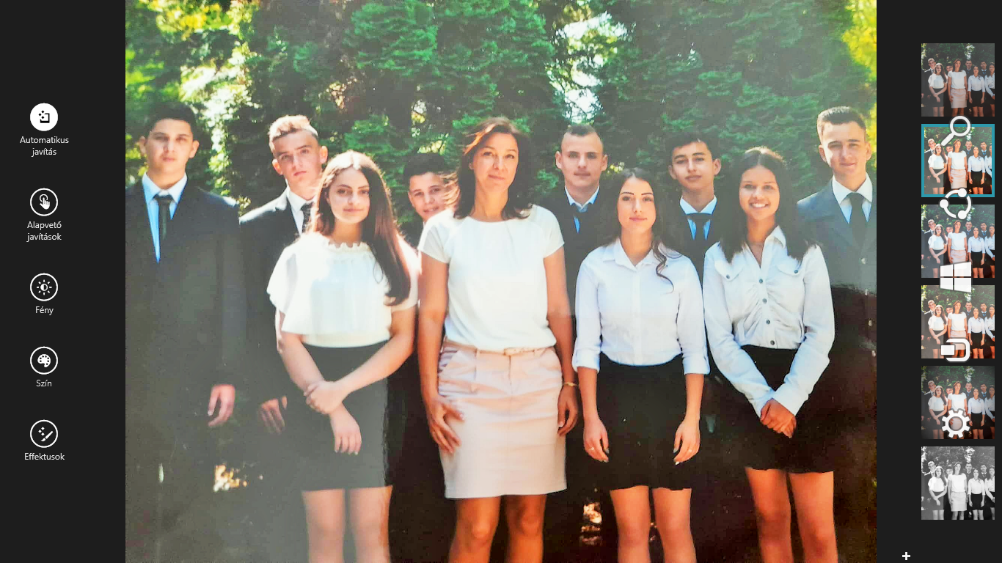 Automatikus
javítás
Alapvető
javítások
Fény
Szín
Effektusok